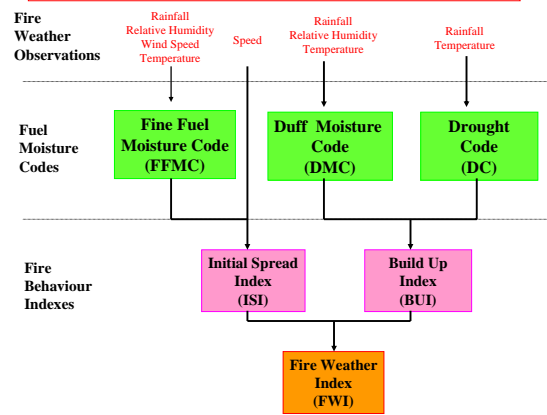 Fire
Weather
Observations
Rainfall
Relative Humidity
Wind Speed
Temperature
Speed
Rainfall
Relative Humidity
Temperature
Rainfall
Temperature
Fuel
Moisture
Codes
Fine Fuel
Moisture Code
(FFMC)
Duff Moisture
Code
(DMC)
Drought
Code
(DC)
Fire
Behaviour
Indexes
Initial Spread
Index
(ISI)
Build Up
Index
(BUI)
Fire Weather
Index
(FWI)